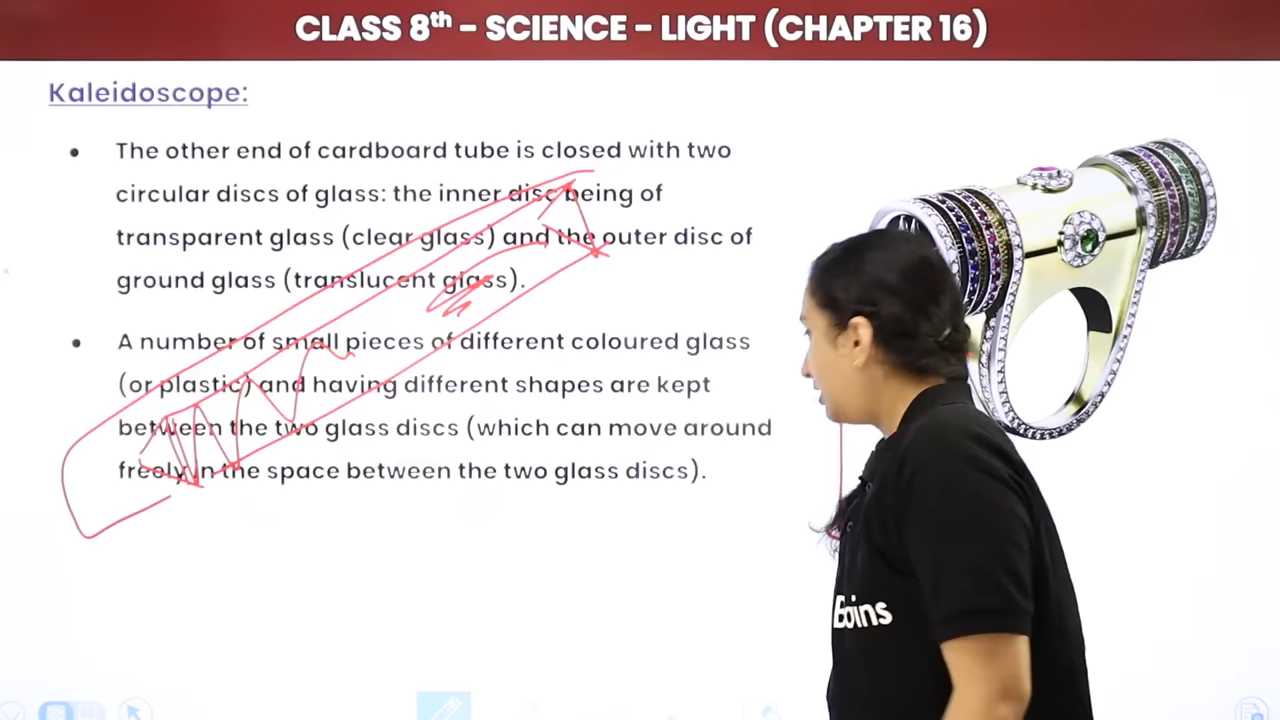 CLASS 8th – SCIENCE – LIGHT (CHAPTER 16)
Kaleidoscope:
• The other end of cardboard tube is closed with two
circular discs of glass: the inner disc being of
transparent glass (clear glass) and the outer disc of
ground glass (translucent glass).
• A number of small pieces of different coloured glass
(or plastic) and having different shapes are kept
between the two glass discs (which can move around
freely in the space between the two glass discs).